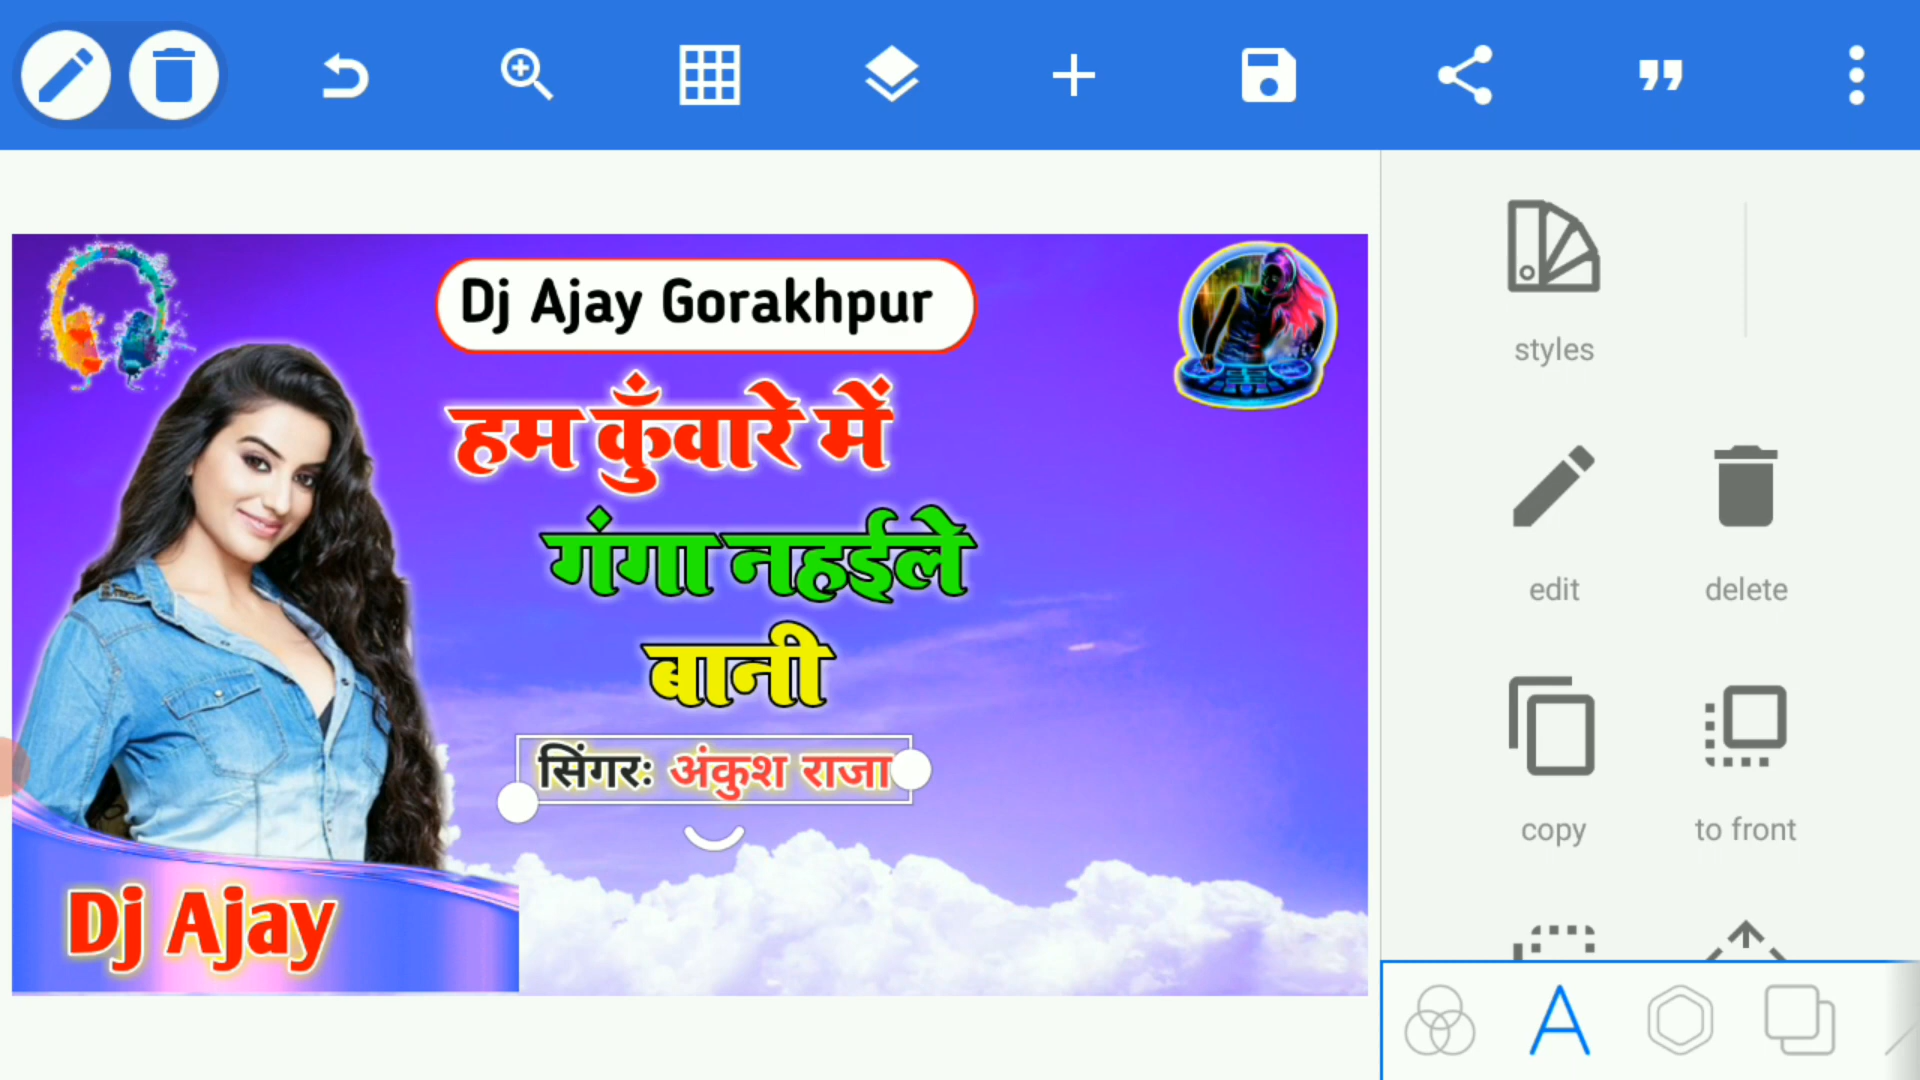 Dj Ajay Gorakhpur
हम कुँवारे में
गंगा नहईले
बानी
सिंगरः अंकुश राजा
Dj Ajay
styles
edit
delete
copy
to front